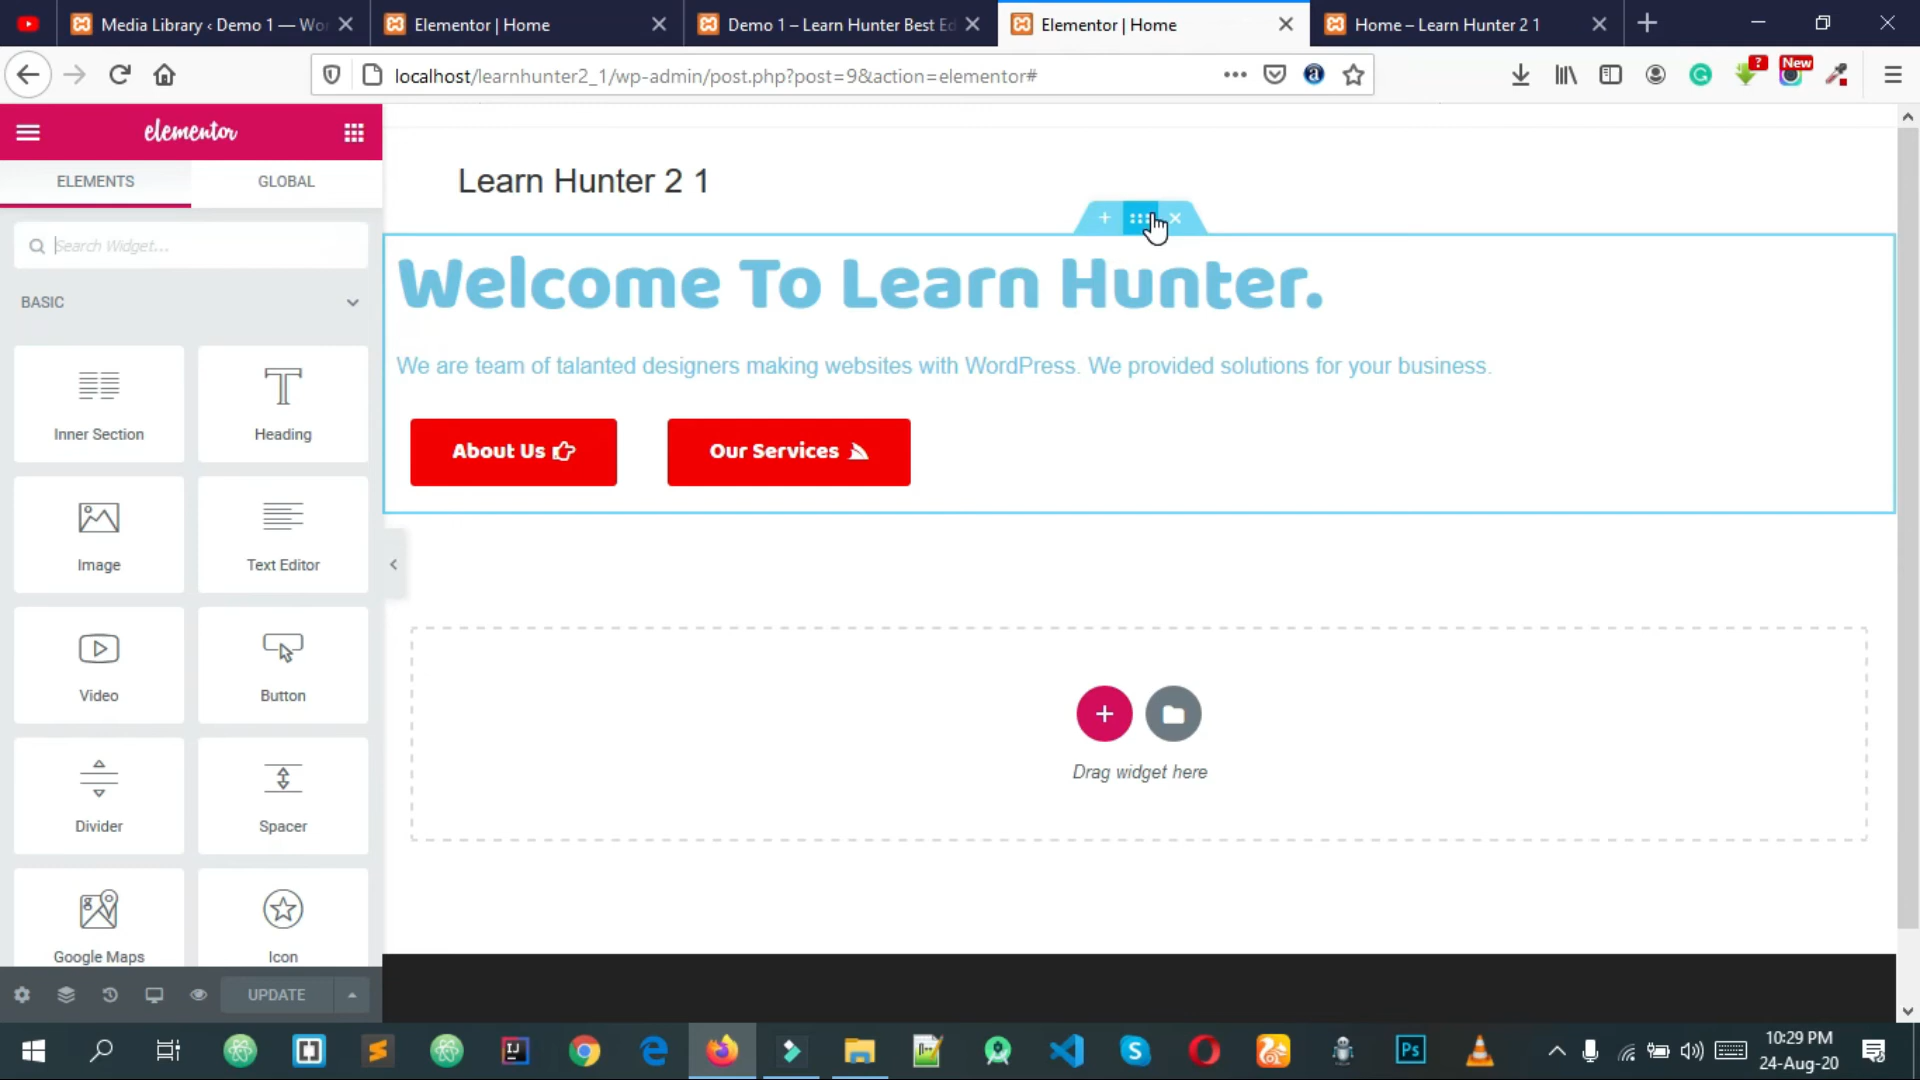 Media Library ‹ Demo 1 — Wo
Elementor | Home
Demo 1 – Learn Hunter Best Ed
Elementor | Home
Home – Learn Hunter 2 1
localhost/learnhunter2_1/wp-admin/post.php?post=9&action=elementor#
?
New
elementor
ELEMENTS
GLOBAL
Search Widget...
BASIC
Inner Section
Heading
Image
Text Editor
Video
Button
Divider
Spacer
Google Maps
Icon
UPDATE
Learn Hunter 2 1
Welcome To Learn Hunter.
We are team of talanted designers making websites with WordPress. We provided solutions for your business.
About Us
Our Services
Drag widget here
10:29 PM
24-Aug-20